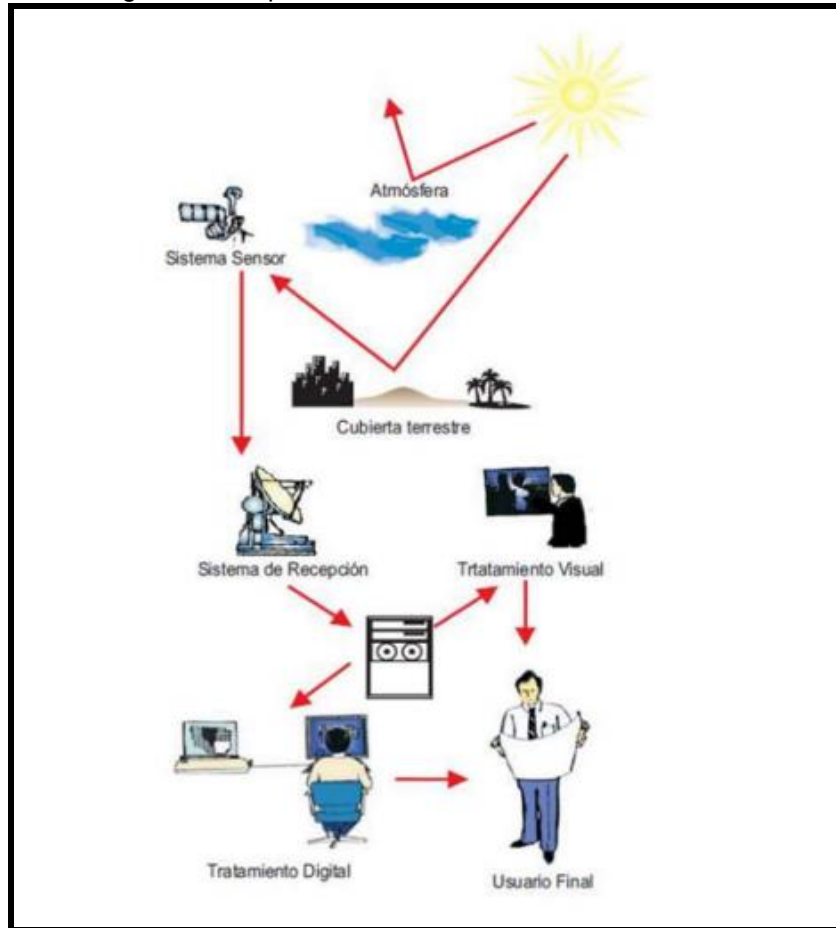 Atmósfera
Sistema Sensor
Cubierta terrestre
Sistema de Recepción
Trtatamiento Visual
Tratamiento Digital
Usuario Final